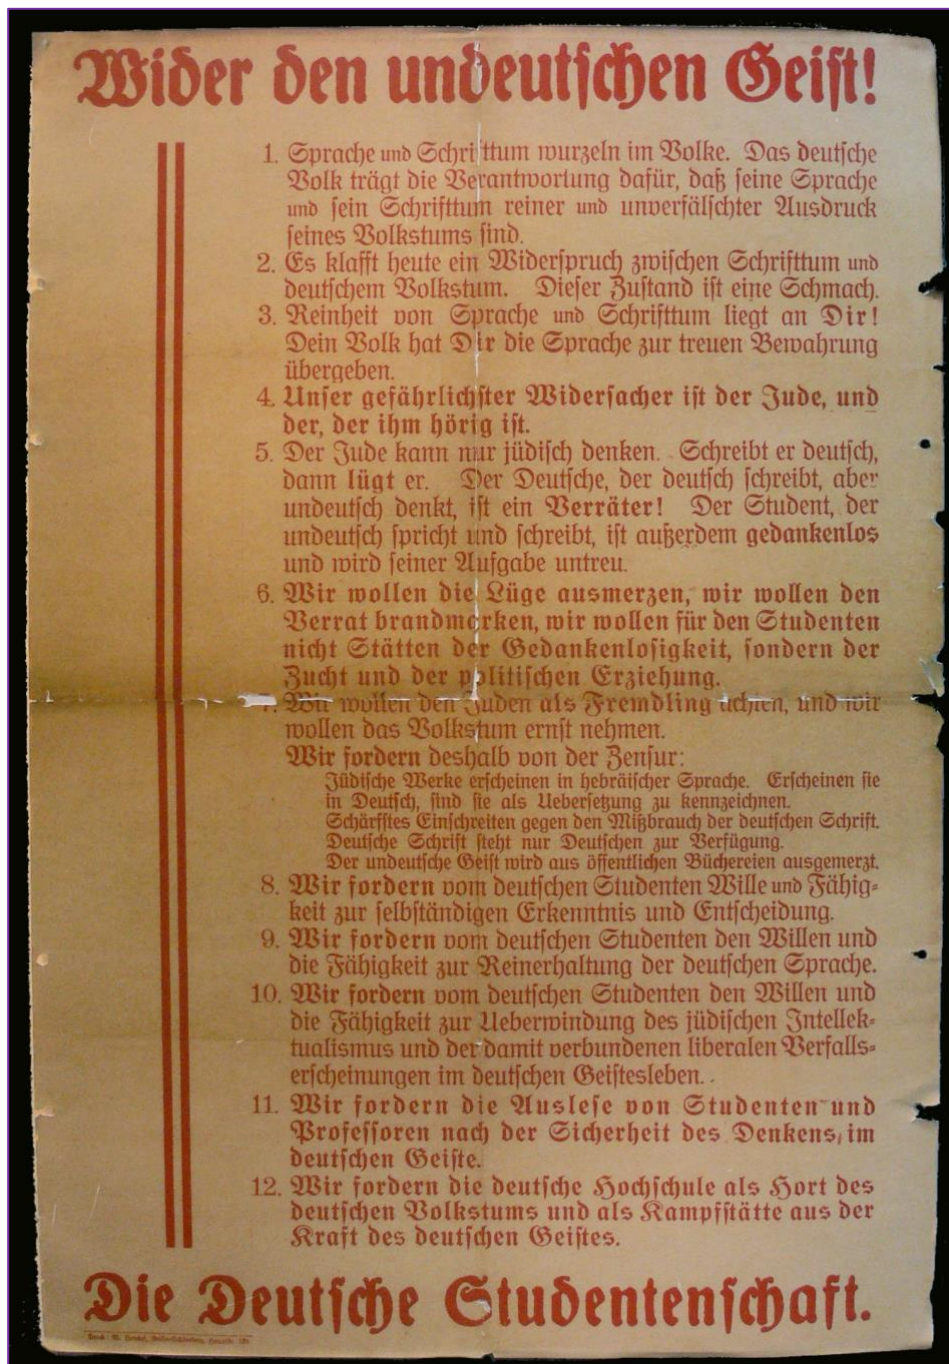 Wider den undeutschen Geist!
1. Sprache und Schrifttum wurzeln im Volke. Das deutsche
Volk trägt die Verantwortung dafür, daß seine Sprache
und sein Schrifttum reiner und unverfälschter Ausdruck
seines Volkstums sind.
2. Es klafft heute ein Widerspruch zwischen Schrifttum und
deutschem Volkstum. Dieser Zustand ist eine Schmach.
3. Reinheit von Sprache und Schrifttum liegt an Dir!
Dein Volk hat Dir die Sprache zur treuen Bewahrung
übergeben.
4. Unser gefährlichster Widersacher ist der Jude, und
der, der ihm hörig ist.
5. Der Jude kann nur jüdisch denken. Schreibt er deutsch,
dann lügt er. Der Deutsche, der deutsch schreibt, aber
undeutsch denkt, ist ein Verräter! Der Student, der
undeutsch spricht und schreibt, ist außerdem gedankenlos
und wird seiner Aufgabe untreu.
6. Wir wollen die Lüge ausmerzen, wir wollen den
Verrat brandmarken, wir wollen für den Studenten
nicht Stätten der Gedankenlosigkeit, sondern der
Zucht und der politischen Erziehung.
7. Wir wollen den Juden als Fremdling achten, und wir
wollen das Volkstum ernst nehmen.
Wir fordern deshalb von der Zensur:
Jüdische Werke erscheinen in hebräischer Sprache. Erscheinen sie
in Deutsch, sind sie als Uebersetzung zu kennzeichnen.
Schärfstes Einschreiten gegen den Mißbrauch der deutschen Schrift.
Deutsche Schrift steht nur Deutschen zur Verfügung.
Der undeutsche Geist wird aus öffentlichen Büchereien ausgemerzt.
8. Wir fordern vom deutschen Studenten Wille und Fähig-
keit zur selbständigen Erkenntnis und Entscheidung.
9. Wir fordern vom deutschen Studenten den Willen und
die Fähigkeit zur Reinerhaltung der deutschen Sprache.
10. Wir fordern vom deutschen Studenten den Willen und
die Fähigkeit zur Ueberwindung des jüdischen Intellek-
tualismus und der damit verbundenen liberalen Verfalls-
erscheinungen im deutschen Geistesleben.
11. Wir fordern die Auslese von Studenten und
Professoren nach der Sicherheit des Denkens im
deutschen Geiste.
12. Wir fordern die deutsche Hochschule als Hort des
deutschen Volkstums und als Kampfstätte aus der
Kraft des deutschen Geistes.
Die Deutsche Studentenschaft.